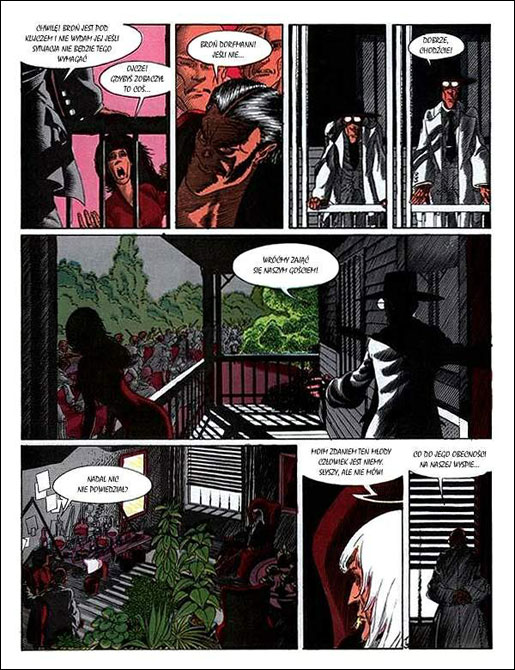 CHWILĘ! BROŃ JEST POD
KLUCZEM I NIE WYDAM JEJ JEŚLI
SYTUACJA NIE BĘDZIE TEGO
WYMAGAĆ
OJCZE!
GDYBYŚ ZOBACZYŁ
TO COŚ...
BROŃ DORFMANN!
JEŚLI NIE...
DOBRZE,
CHODŹCIE!
WRÓĆMY ZAJĄĆ
SIĘ NASZYM GOŚCIEM!
NADAL NIC
NIE POWIEDZIAŁ?
MOIM ZDANIEM TEN MŁODY
CZŁOWIEK JEST NIEMY.
SŁYSZY, ALE NIE MÓWI
CO DO JEGO OBECNOŚCI
NA NASZEJ WYSPIE...